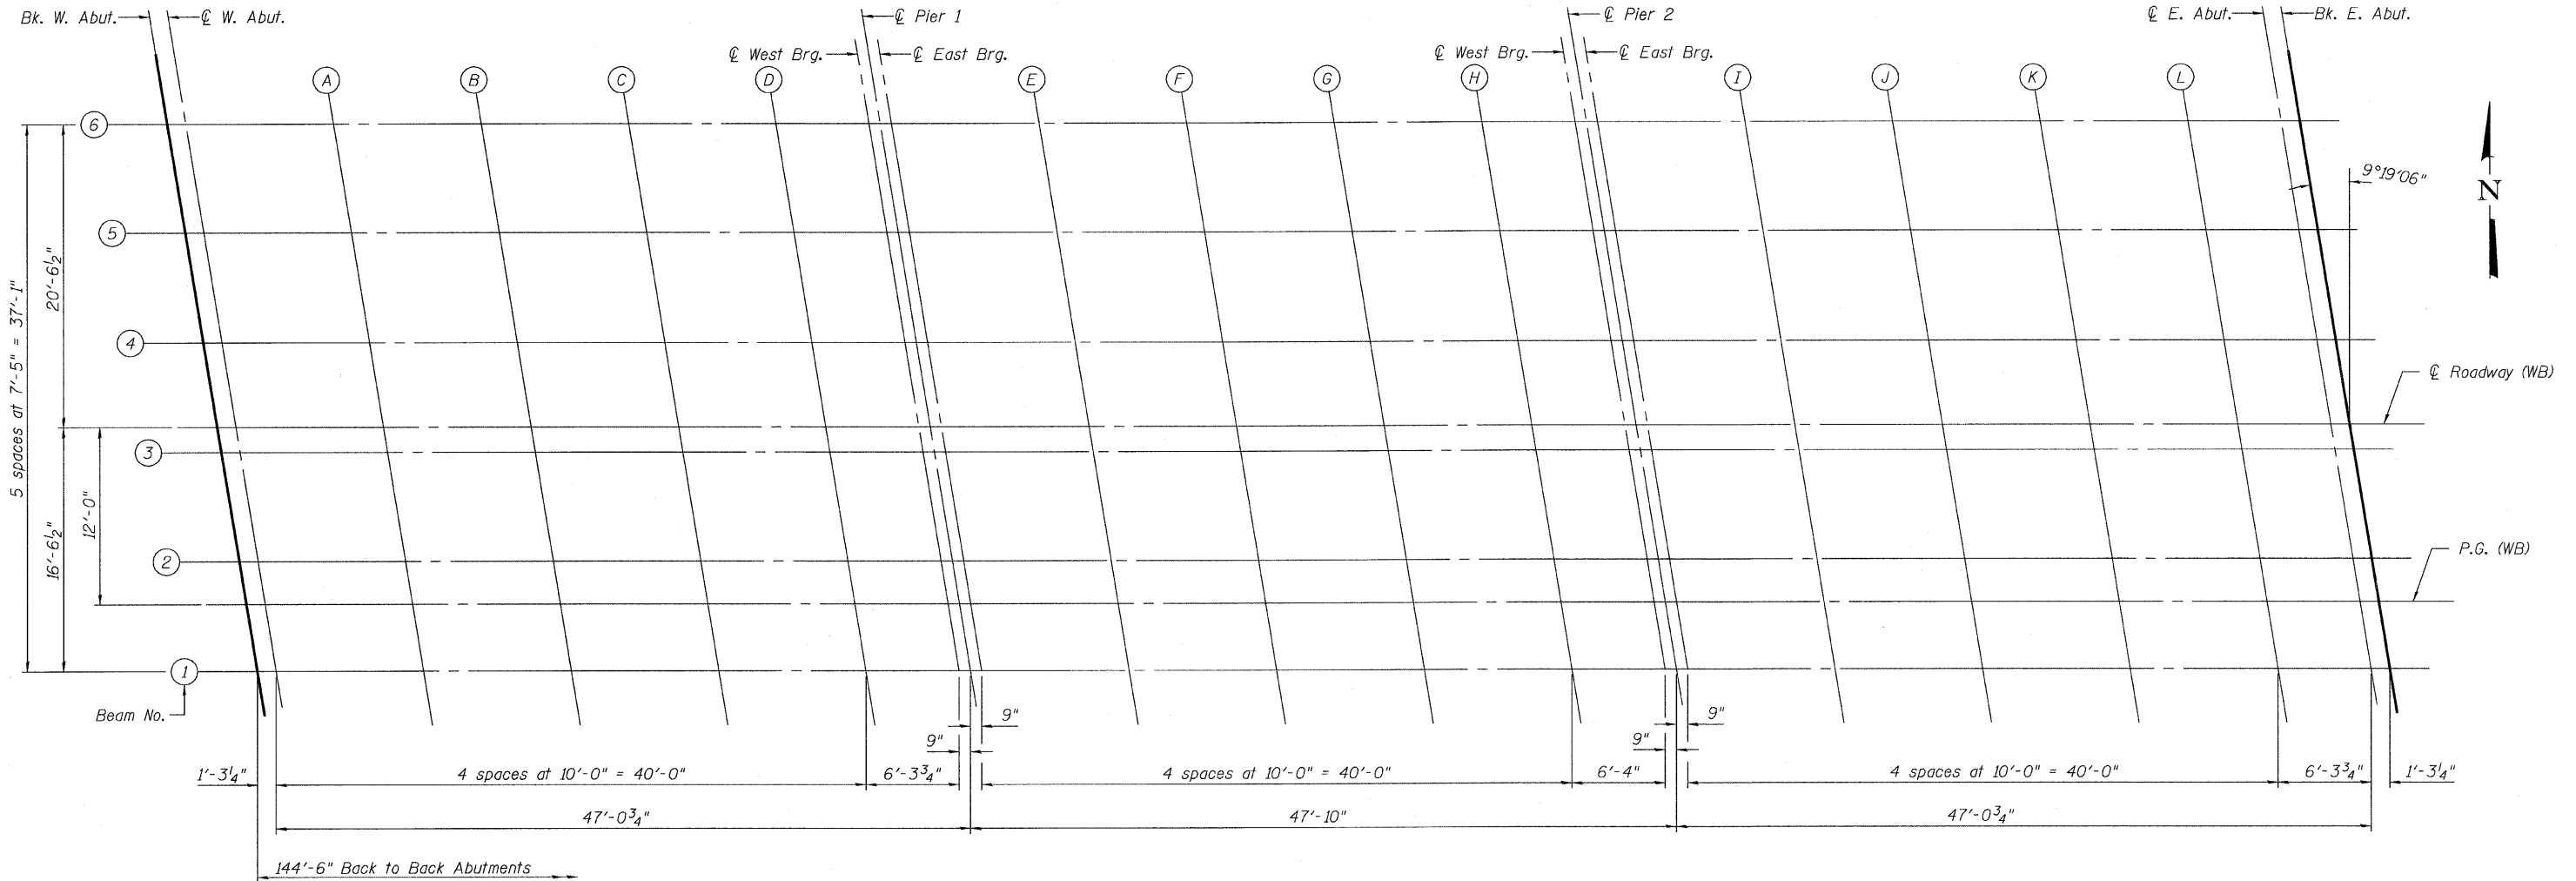 Bk. W. Abut.
℄ W. Abut.
℄ Pier 1
℄ Pier 2
℄ E. Abut.
Bk. E. Abut.
℄ West Brg.
℄ East Brg.
℄ West Brg.
℄ East Brg.
A
B
C
D
E
F
G
H
I
J
K
L
6
9°19'06"
N
5
20'-6½"
5 spaces at 7'-5" = 37'-1"
4
℄ Roadway (WB)
3
12'-0"
16'-6½"
2
P.G. (WB)
1
Beam No.
9"
9"
9"
9"
1'-3¼"
4 spaces at 10'-0" = 40'-0"
6'-3¾"
4 spaces at 10'-0" = 40'-0"
6'-4"
4 spaces at 10'-0" = 40'-0"
6'-3¾"
1'-3¼"
47'-0¾"
47'-10"
47'-0¾"
144'-6" Back to Back Abutments